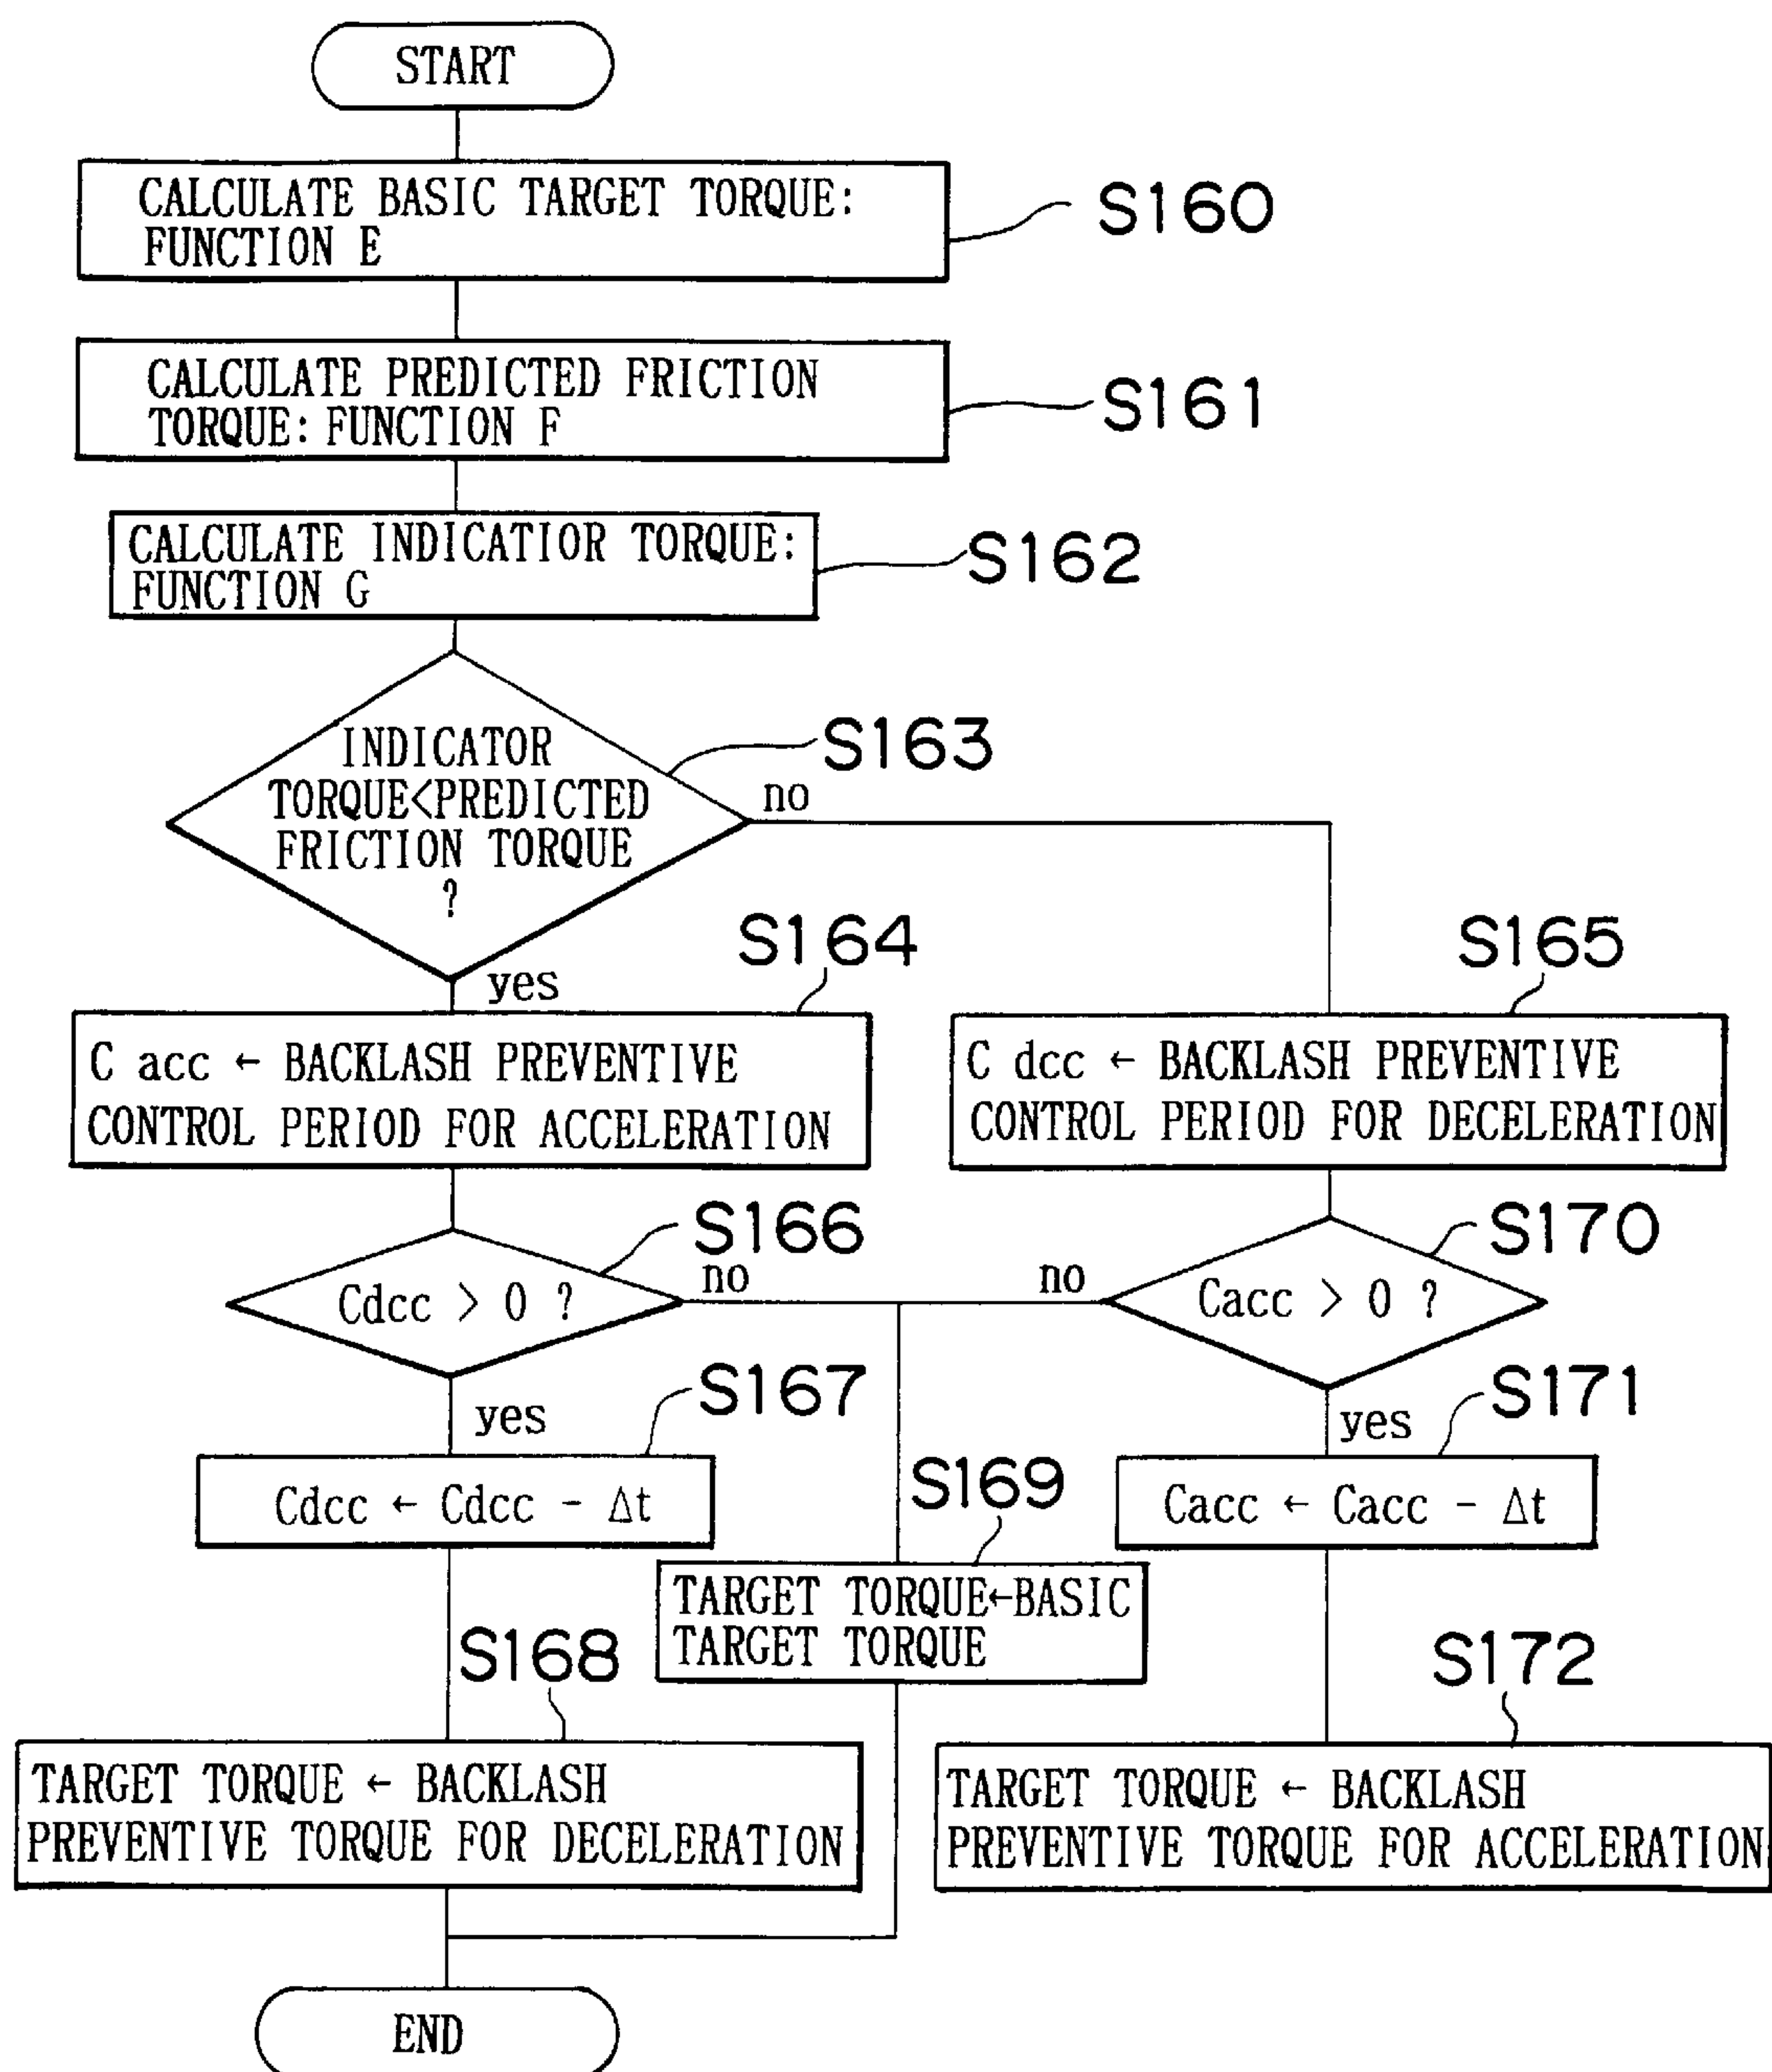 START
CALCULATE BASIC TARGET TORQUE:
FUNCTION E
S160
CALCULATE PREDICTED FRICTION
TORQUE: FUNCTION F
S161
CALCULATE INDICATIOR TORQUE:
FUNCTION G
S162
INDICATOR
TORQUE<PREDICTED
FRICTION TORQUE
?
S163
no
yes
S164
C acc ← BACKLASH PREVENTIVE
CONTROL PERIOD FOR ACCELERATION
S165
C dcc ← BACKLASH PREVENTIVE
CONTROL PERIOD FOR DECELERATION
S166
Cdcc > 0 ?
no
yes
S170
no
Cacc > 0 ?
yes
S167
Cdcc ← Cdcc - Δt
S171
Cacc ← Cacc - Δt
S169
TARGET TORQUE←BASIC
TARGET TORQUE
S168
TARGET TORQUE ← BACKLASH
PREVENTIVE TORQUE FOR DECELERATION
S172
TARGET TORQUE ← BACKLASH
PREVENTIVE TORQUE FOR ACCELERATION
END